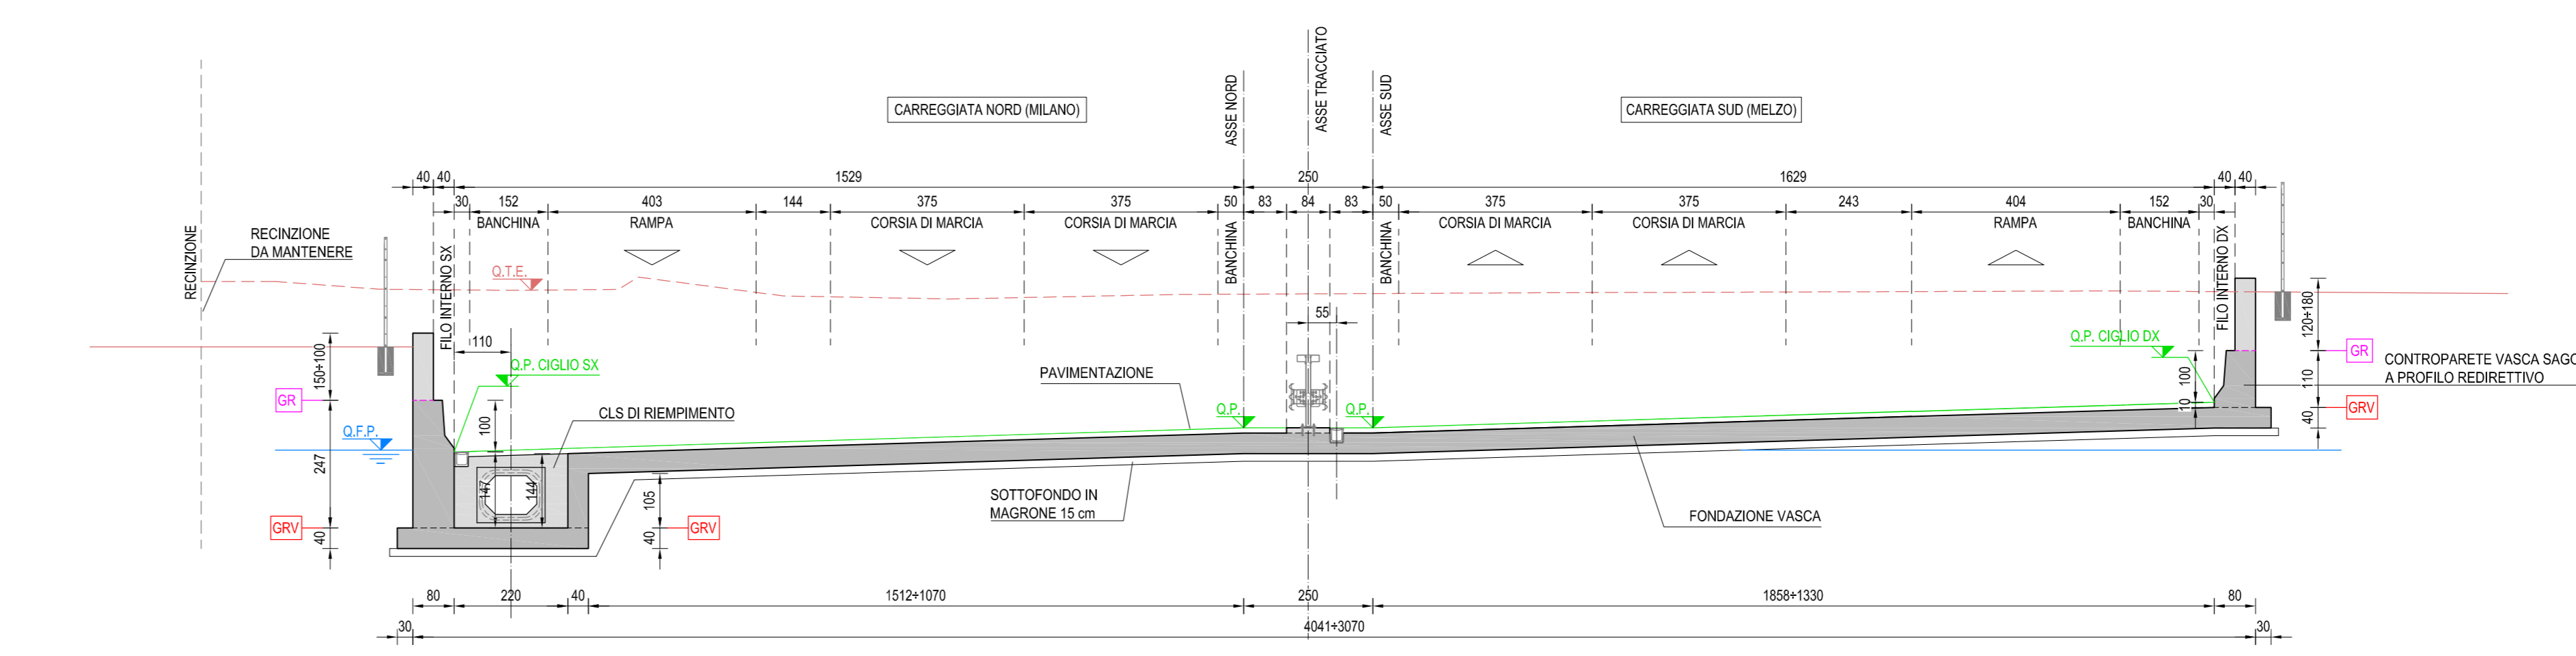 ASSE TRACCIATO
ASSE NORD
ASSE SUD
CARREGGIATA NORD (MILANO)
CARREGGIATA SUD (MELZO)
40 40 1529 250 1629 40 40
30 152 403 144 375 375 50 83 84 83 50 375 375 243 404 152 30
BANCHINA RAMPA CORSIA DI MARCIA CORSIA DI MARCIA BANCHINA BANCHINA CORSIA DI MARCIA CORSIA DI MARCIA RAMPA BANCHINA
RECINZIONE
RECINZIONE
DA MANTENERE
FILO INTERNO SX
FILO INTERNO DX
Q.T.E.
55
110
120÷180
150÷100
Q.P. CIGLIO SX
Q.P. CIGLIO DX
PAVIMENTAZIONE
GR
GR
CONTROPARETE VASCA SAGO
A PROFILO REDIRETTIVO
100
110
10
40
GRV
Q.P.
Q.P.
CLS DI RIEMPIMENTO
100
Q.F.P.
247
147
144
105
SOTTOFONDO IN
MAGRONE 15 cm
FONDAZIONE VASCA
GRV
40
40
GRV
80 220 40 1512÷1070 250 1858÷1330 80
30 4041÷3070 30